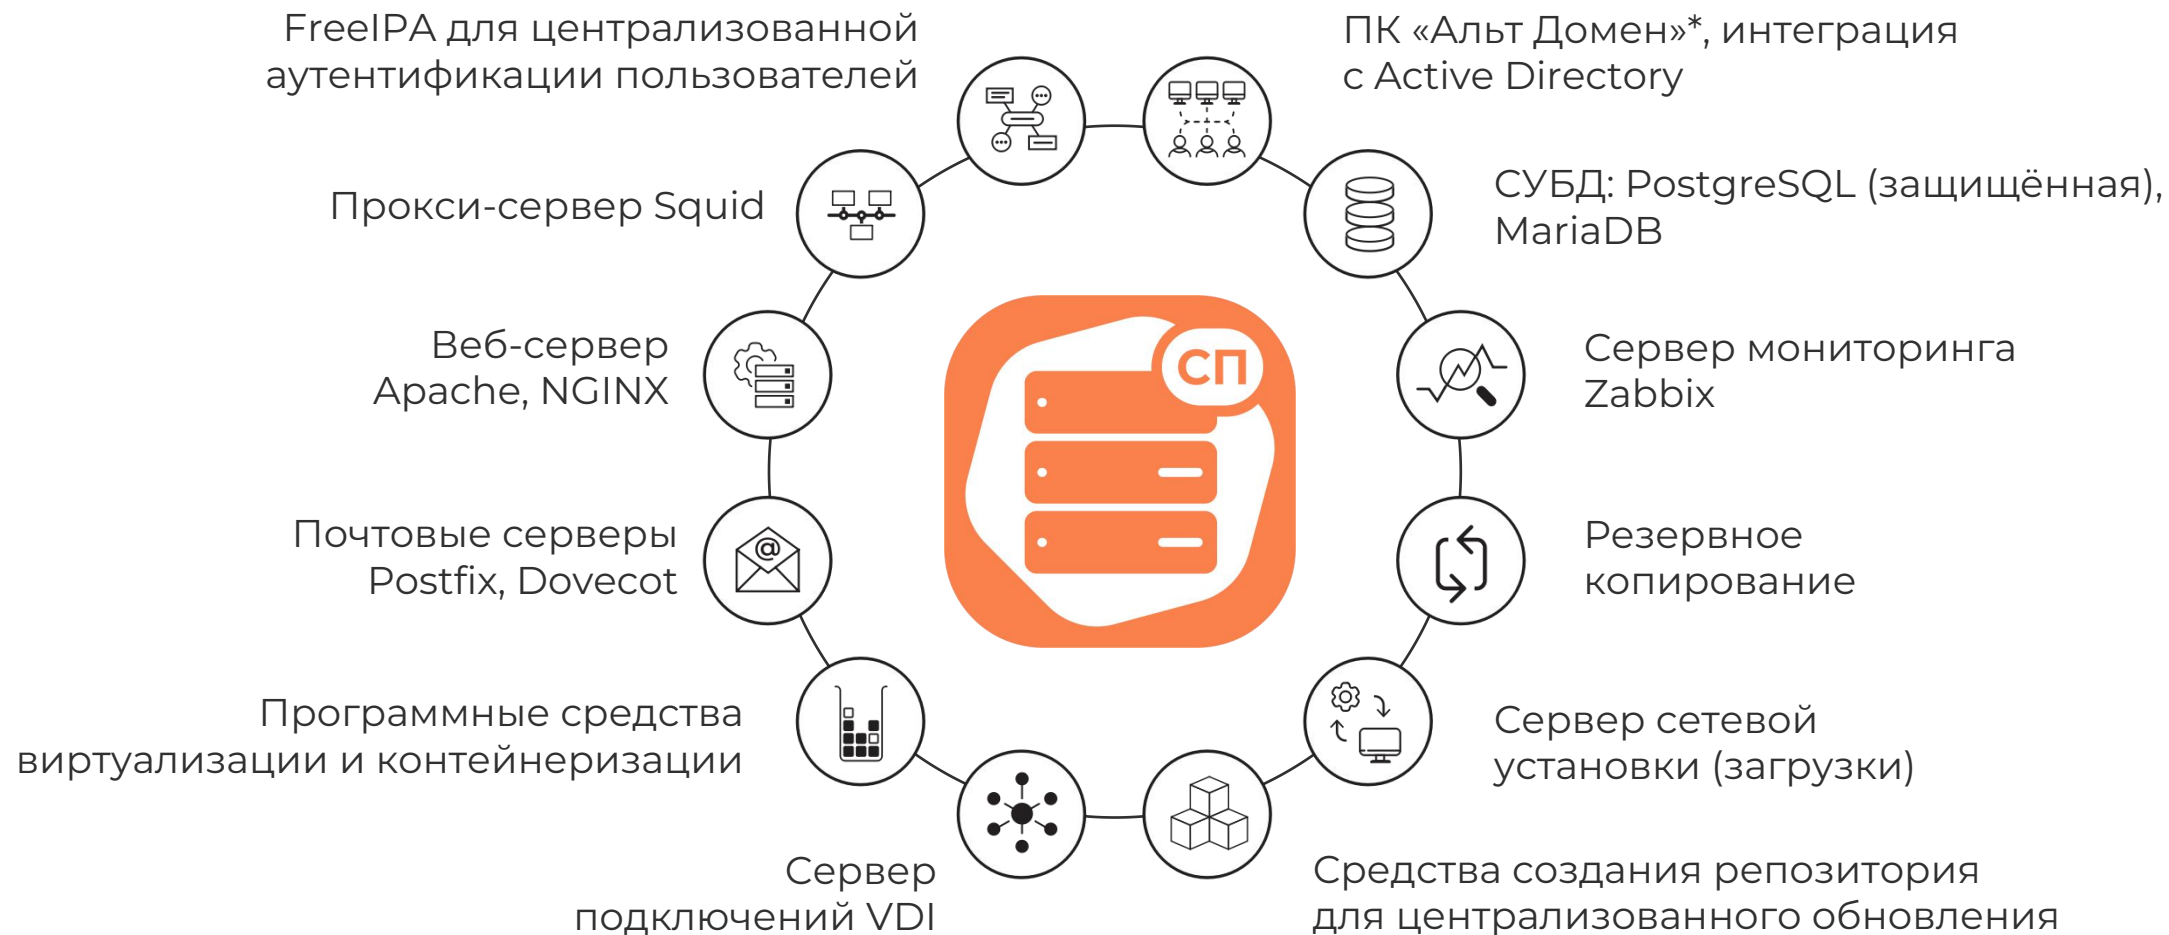 FreeIPA для централизованной
аутентификации пользователей
ПК «Альт Домен»*, интеграция
с Active Directory
Прокси-сервер Squid
СУБД: PostgreSQL (защищённая),
MariaDB
СП
Веб-сервер
Apache, NGINX
Сервер мониторинга
Zabbix
Почтовые серверы
Postfix, Dovecot
@
Резервное
копирование
Программные средства
виртуализации и контейнеризации
Сервер сетевой
установки (загрузки)
Сервер
подключений VDI
Средства создания репозитория
для централизованного обновления